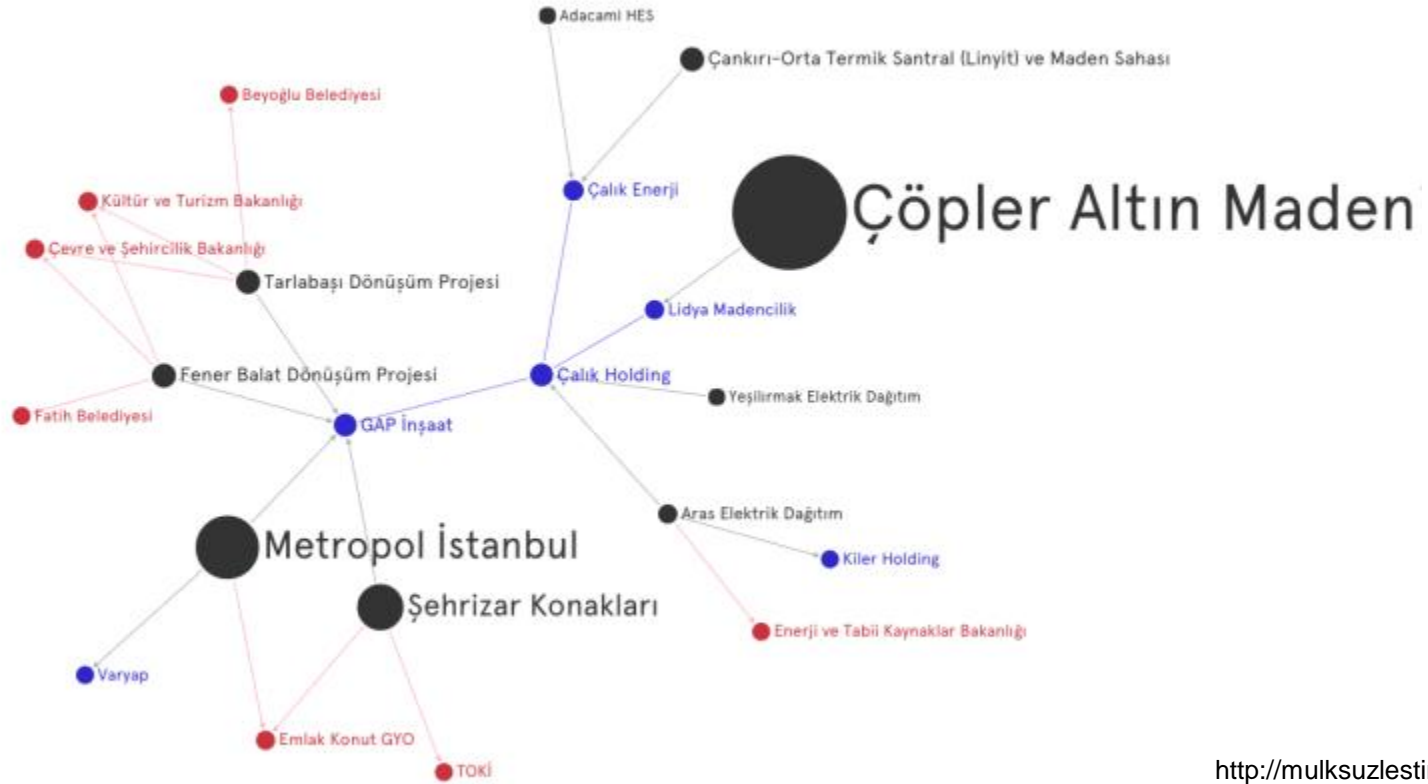 Adacami HES
Çankırı-Orta Termik Santral (Linyit) ve Maden Sahası
Beyoğlu Belediyesi
Çalık Enerji
Kültür ve Turizm Bakanlığı
Çöpler Altın Maden
Çevre ve Şehircilik Bakanlığı
Tarlabaşı Dönüşüm Projesi
Lidya Madencilik
Fener Balat Dönüşüm Projesi
Çalık Holding
Yeşilırmak Elektrik Dağıtım
Fatih Belediyesi
GAP İnşaat
Aras Elektrik Dağıtım
Metropol İstanbul
Kiler Holding
Şehrizar Konakları
Enerji ve Tabii Kaynaklar Bakanlığı
Varyap
Emlak Konut GYO
TOKİ
http://mulksuzlesti